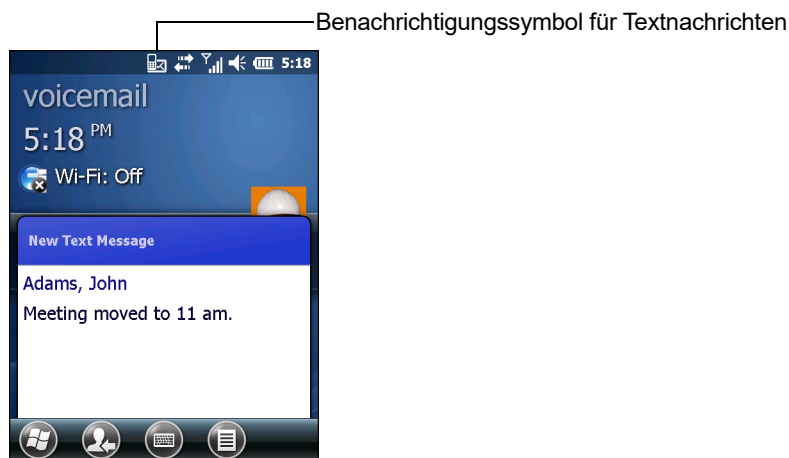 Benachrichtigungssymbol für Textnachrichten
5:18
voicemail
5:18 PM
Wi-Fi: Off
New Text Message
Adams, John
Meeting moved to 11 am.